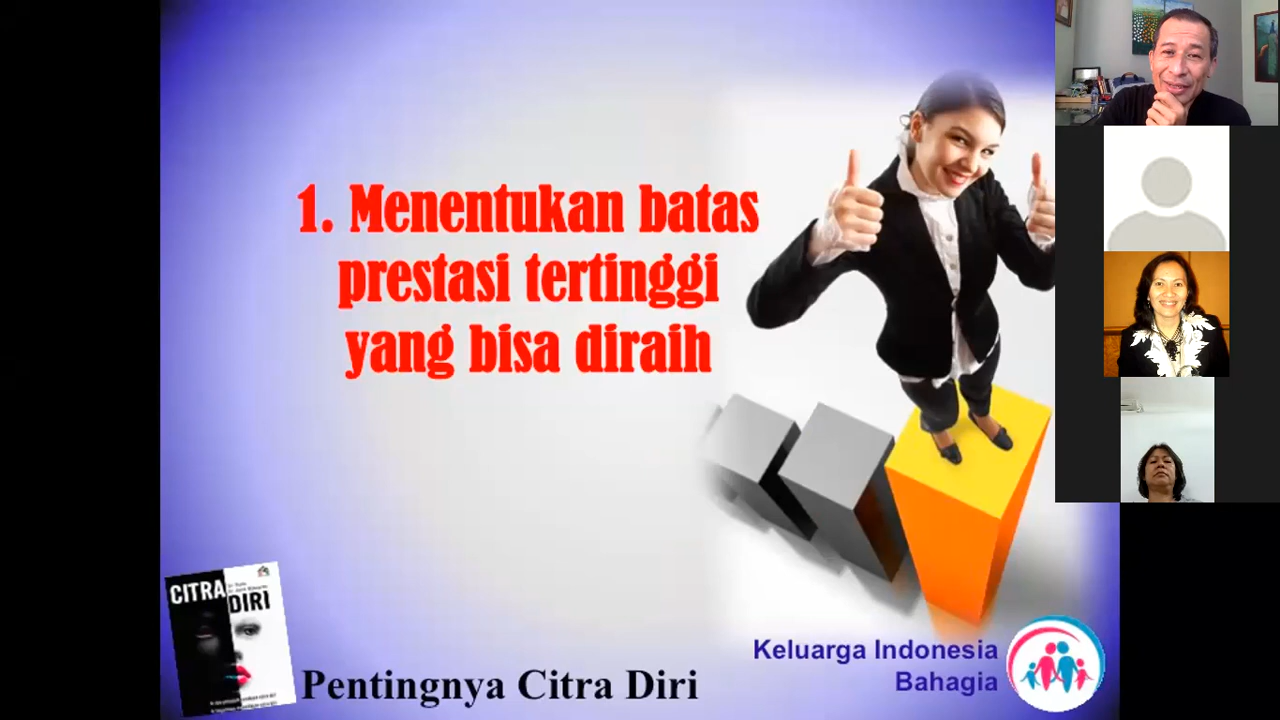 1. Menentukan batas
prestasi tertinggi
yang bisa diraih
CITRA
DIRI
Pentingnya Citra Diri
Keluarga Indonesia
Bahagia